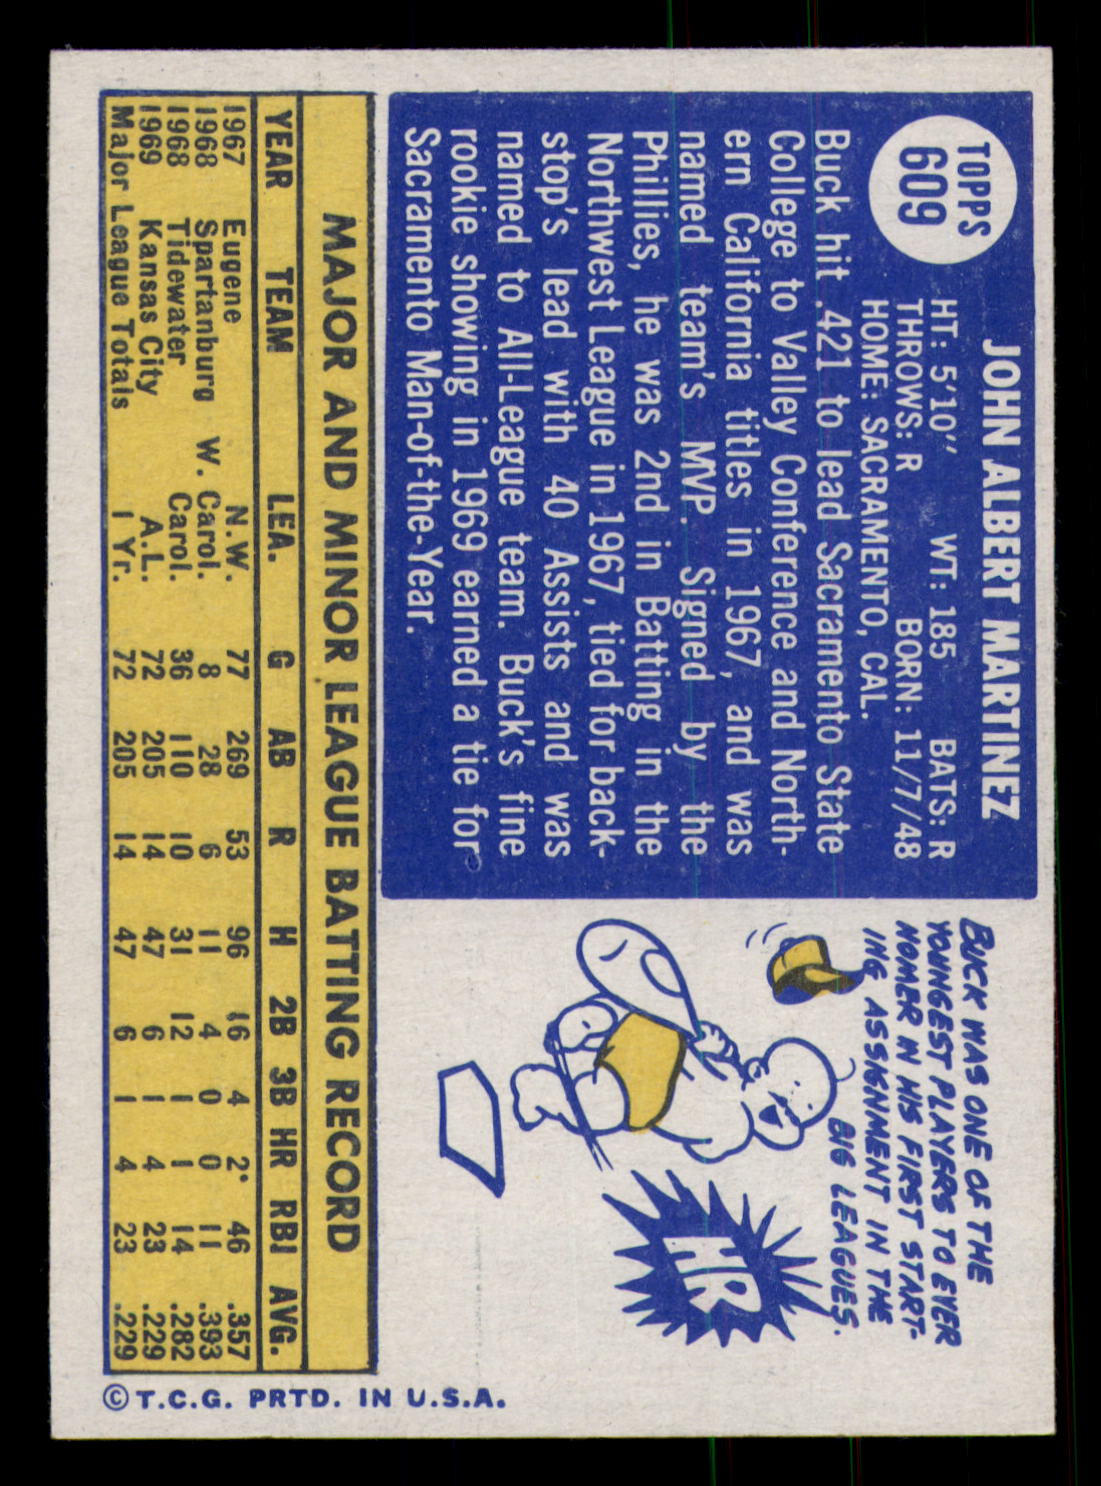 TOPPS
609
JOHN ALBERT MARTINEZ
HT: 5'10" WT: 185 BATS: R
THROWS: R BORN: 11/7/48
HOME: SACRAMENTO, CAL.
Buck hit .421 to lead Sacramento State
College to Valley Conference and North-
ern California titles in 1967, and was
named team's MVP. Signed by the
Phillies, he was 2nd in Batting in the
Northwest League in 1967, tied for back-
stop's lead with 40 Assists and was
named to All-League team. Buck's fine
rookie showing in 1969 earned a tie for
Sacramento Man-of-the-Year.
BUCK WAS ONE OF THE
YOUNGEST PLAYERS TO EVER
HOMER IN HIS FIRST START-
ING ASSIGNMENT IN THE
BIG LEAGUES.
HR
MAJOR AND MINOR LEAGUE BATTING RECORD
YEAR TEAM LEA. G AB R H 2B 3B HR RBI AVG.
1967 Eugene N.W. 77 269 53 96 16 4 2* 46 .357
1968 Spartanburg W. Carol. 8 28 6 11 4 0 0 11 .393
1968 Tidewater Carol. 36 110 10 31 12 1 1 14 .282
1969 Kansas City A.L. 72 205 14 47 6 1 4 23 .229
Major League Totals 1 Yr. 72 205 14 47 6 1 4 23 .229
© T.C.G. PRTD. IN U.S.A.